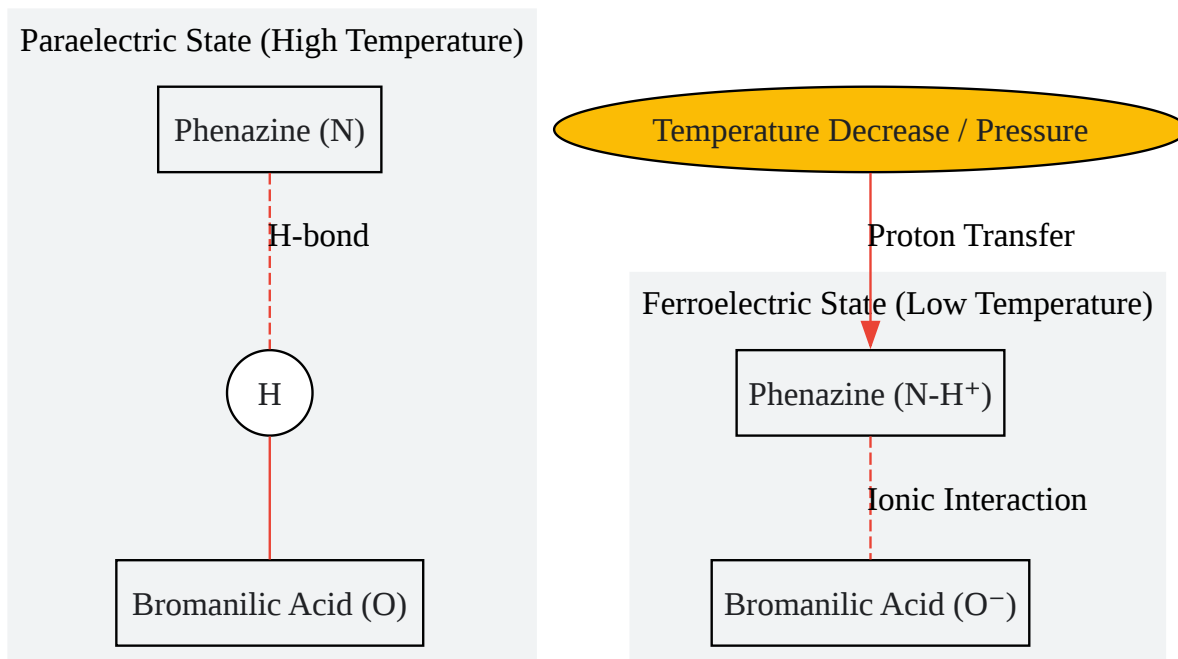 Paraelectric State (High Temperature)
Phenazine (N)
H-bond
H
Bromanilic Acid (O)
Temperature Decrease / Pressure
Proton Transfer
Ferroelectric State (Low Temperature)
Phenazine (N-H⁺)
Ionic Interaction
Bromanilic Acid (O⁻)